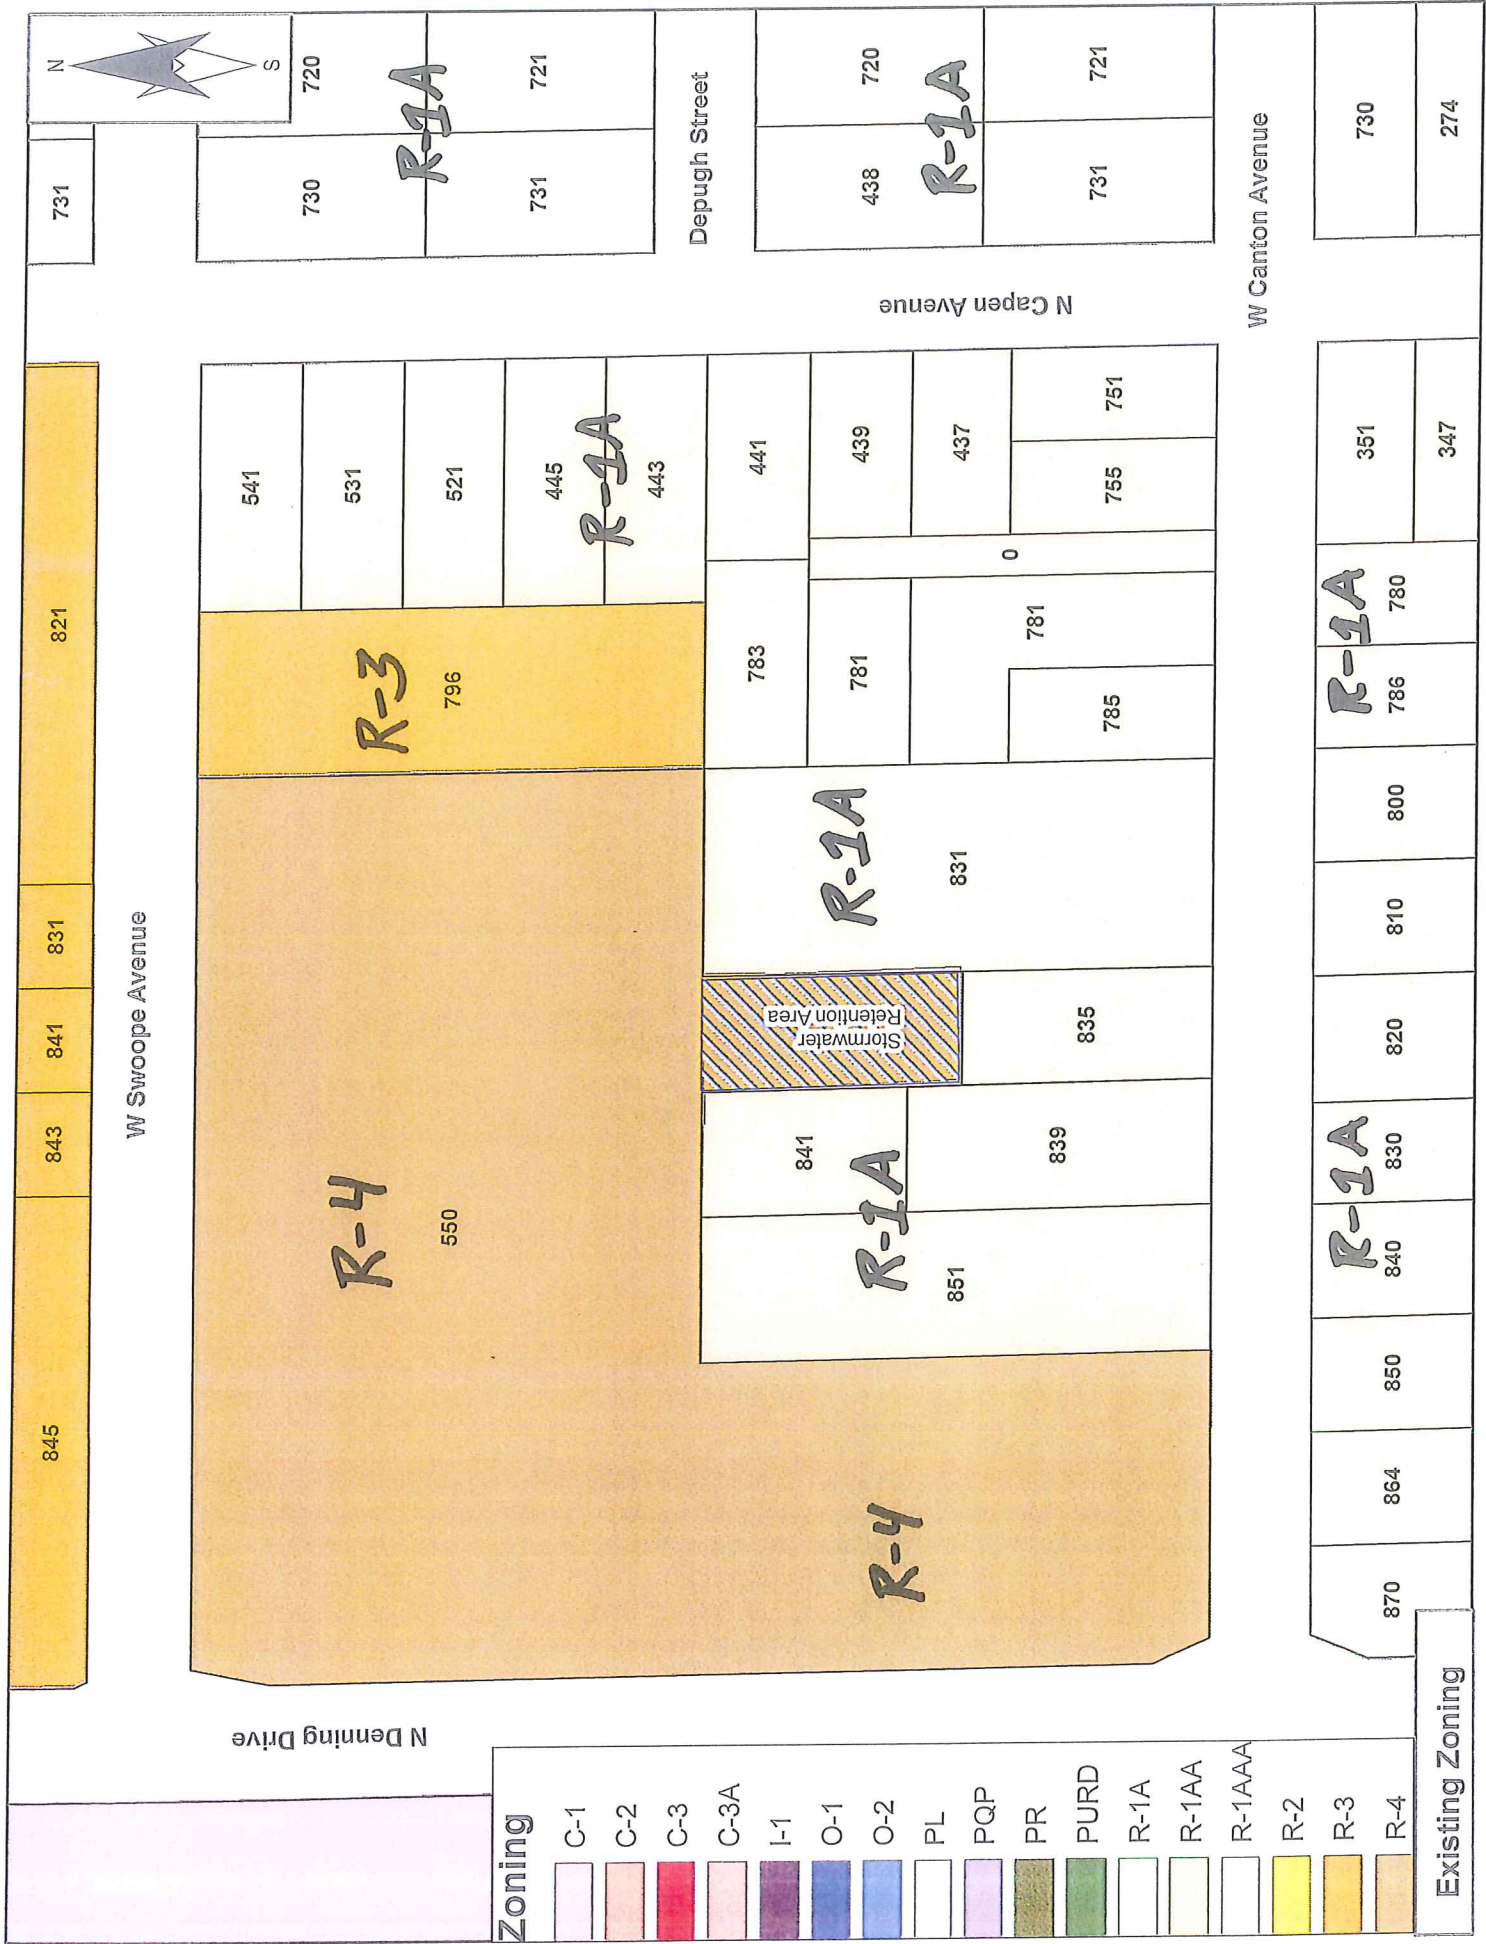 N
S
731
720
730
R-1A
721
731
Depugh Street
720
438
R-1A
721
731
W Canton Avenue
730
274
N Capen Avenue
821
831
841
843
845
W Swoope Avenue
541
531
521
445
R-1A
443
441
439
437
751
755
0
351
347
R-3
796
783
781
781
785
R-1A
780
786
800
810
820
R-1A
830
840
850
864
870
R-4
550
R-1A
831
Stormwater
Retention Area
835
841
839
R-1A
851
R-4
N Denning Drive
Zoning
C-1
C-2
C-3
C-3A
I-1
O-1
O-2
PL
PQP
PR
PURD
R-1A
R-1AA
R-1AAA
R-2
R-3
R-4
Existing Zoning